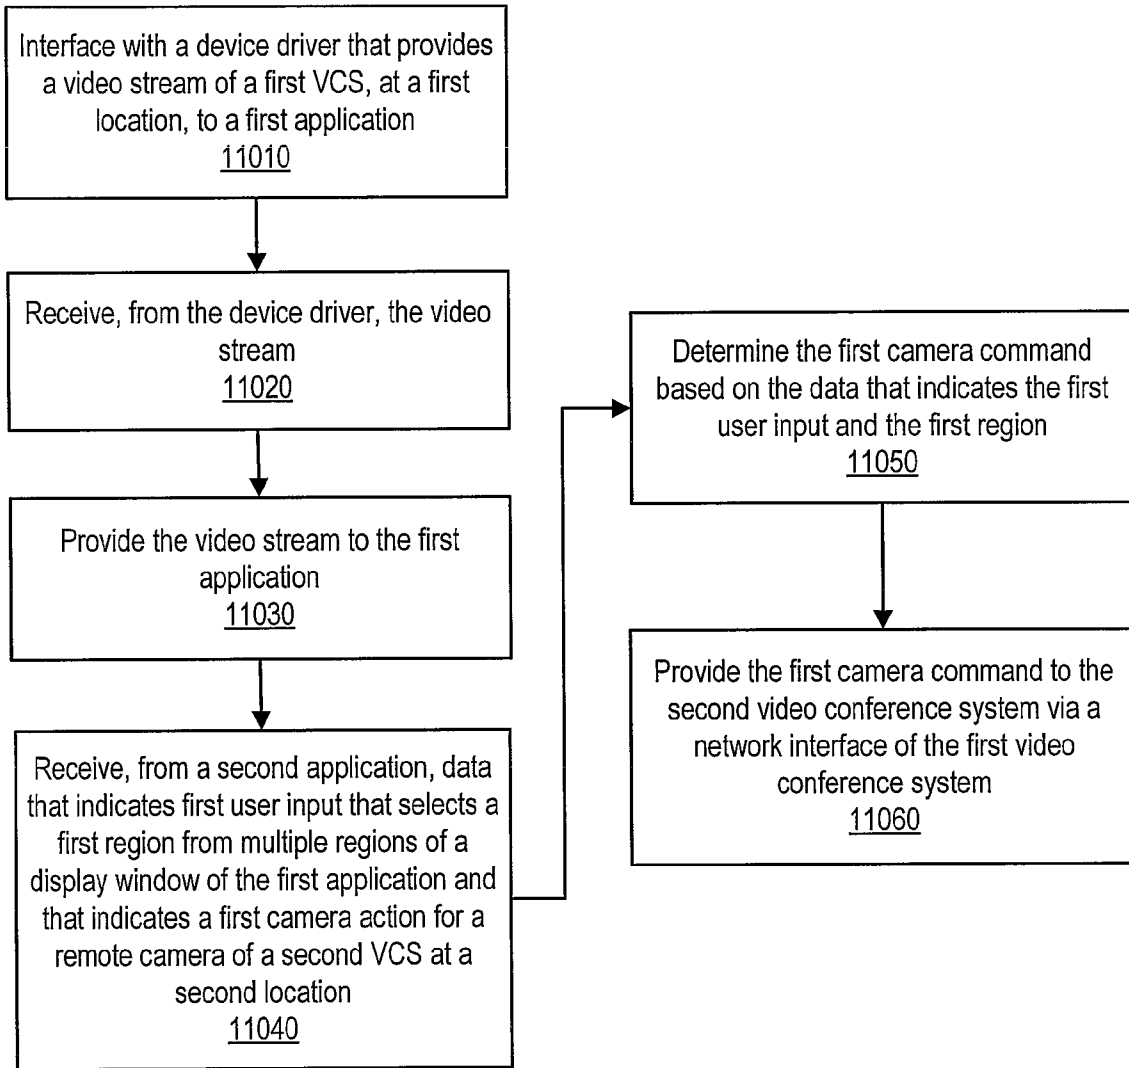 Interface with a device driver that provides
a video stream of a first VCS, at a first
location, to a first application
11010
Receive, from the device driver, the video
stream
11020
Provide the video stream to the first
application
11030
Receive, from a second application, data
that indicates first user input that selects a
first region from multiple regions of a
display window of the first application and
that indicates a first camera action for a
remote camera of a second VCS at a
second location
11040
Determine the first camera command
based on the data that indicates the first
user input and the first region
11050
Provide the first camera command to the
second video conference system via a
network interface of the first video
conference system
11060